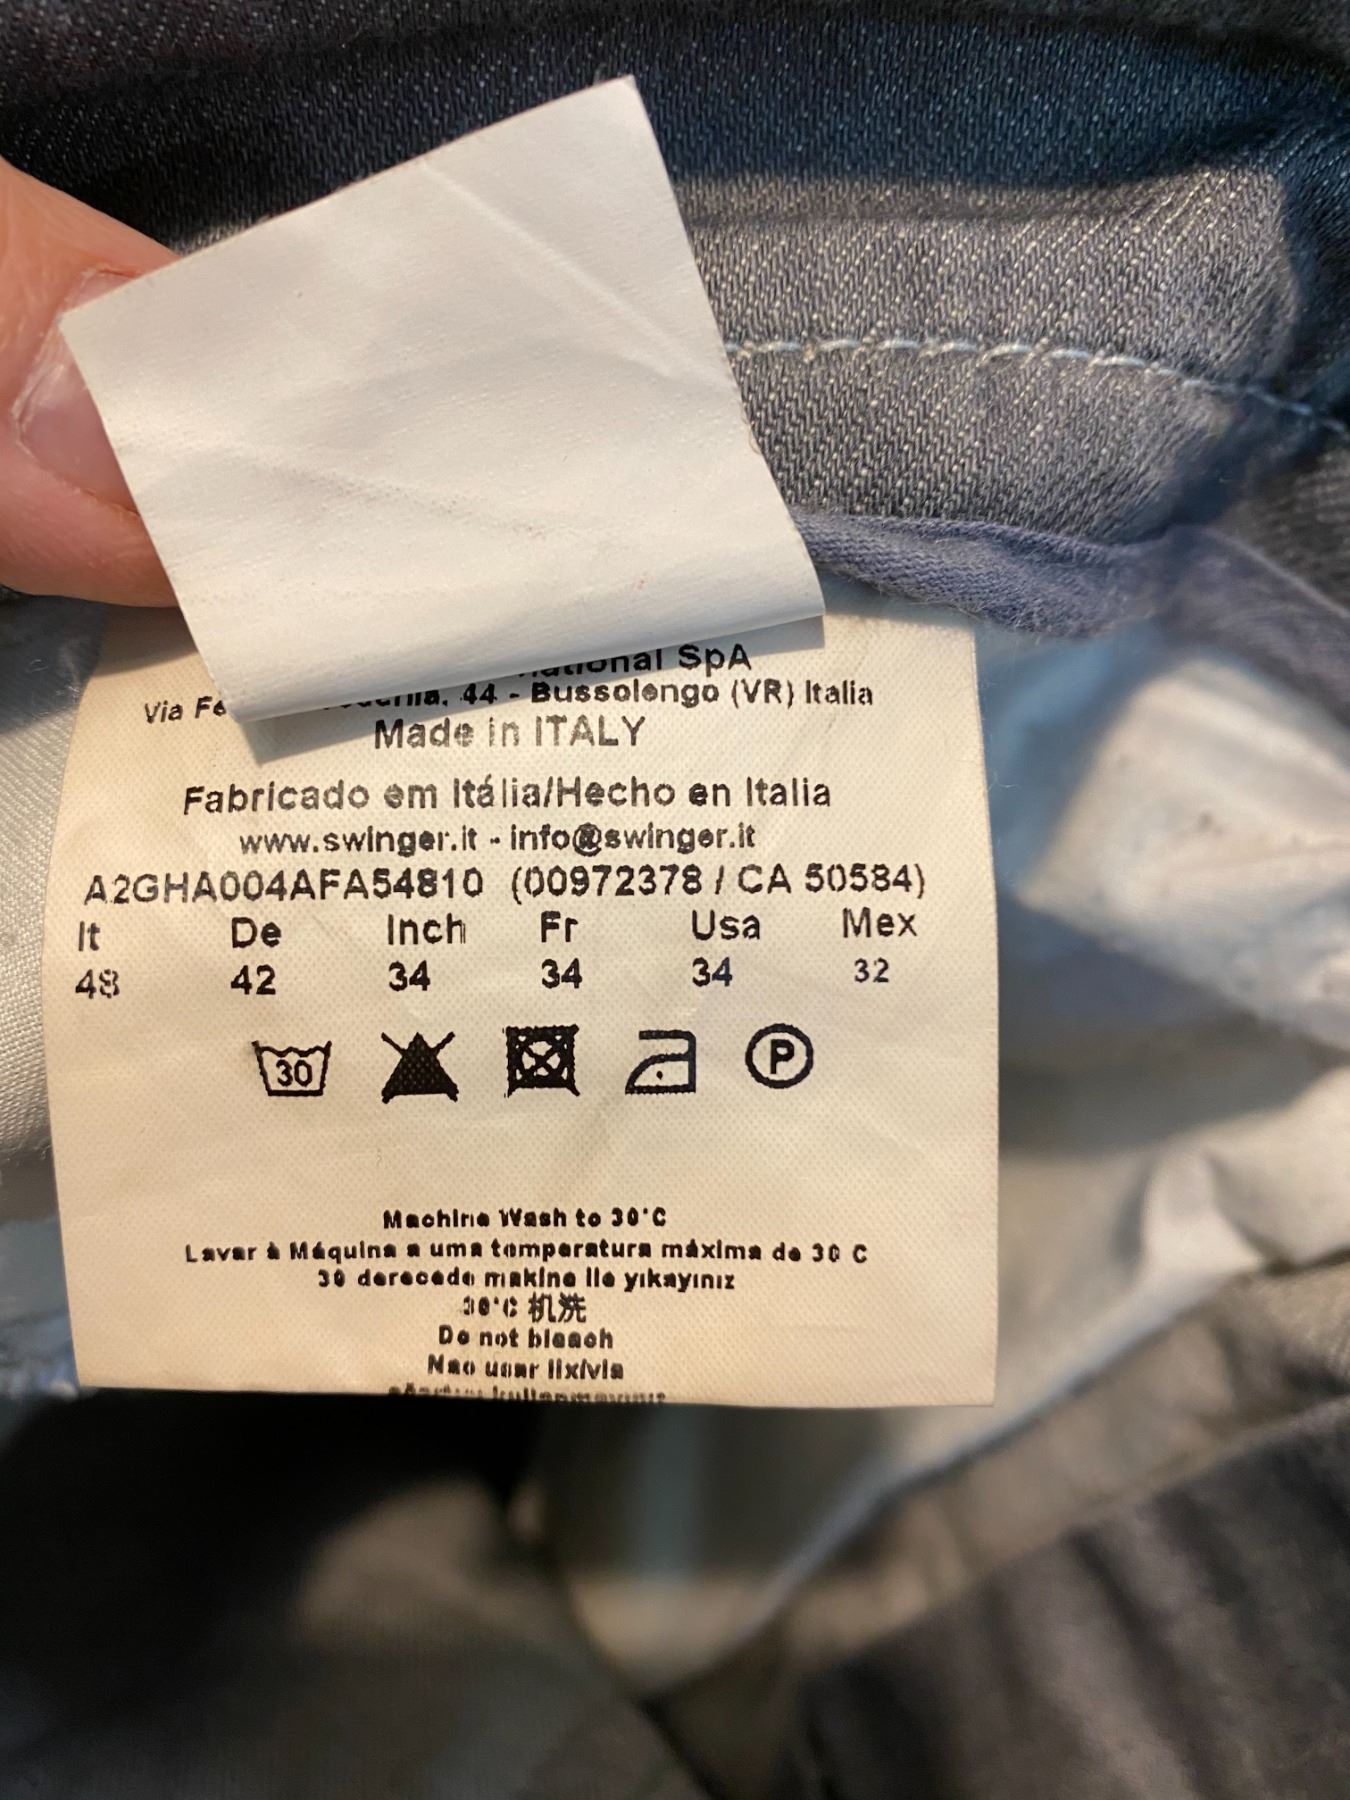 SpA
Via 44 - Bussolengo (VR) Italia
Made in ITALY
Fabricado em Itália/Hecho en Italia
www.swinger.it - info@swinger.it
A2GHA004AFA54810 (00972378 / CA 50584)
It De Inch Fr Usa Mex
48 42 34 34 34 32
30 P
Machine Wash to 30°C
Lavar à Máquina a uma temperatura máxima de 30 C
30 derecede makine ile yıkayınız
30°C 机洗
Do not bleach
Nao usar lixívia